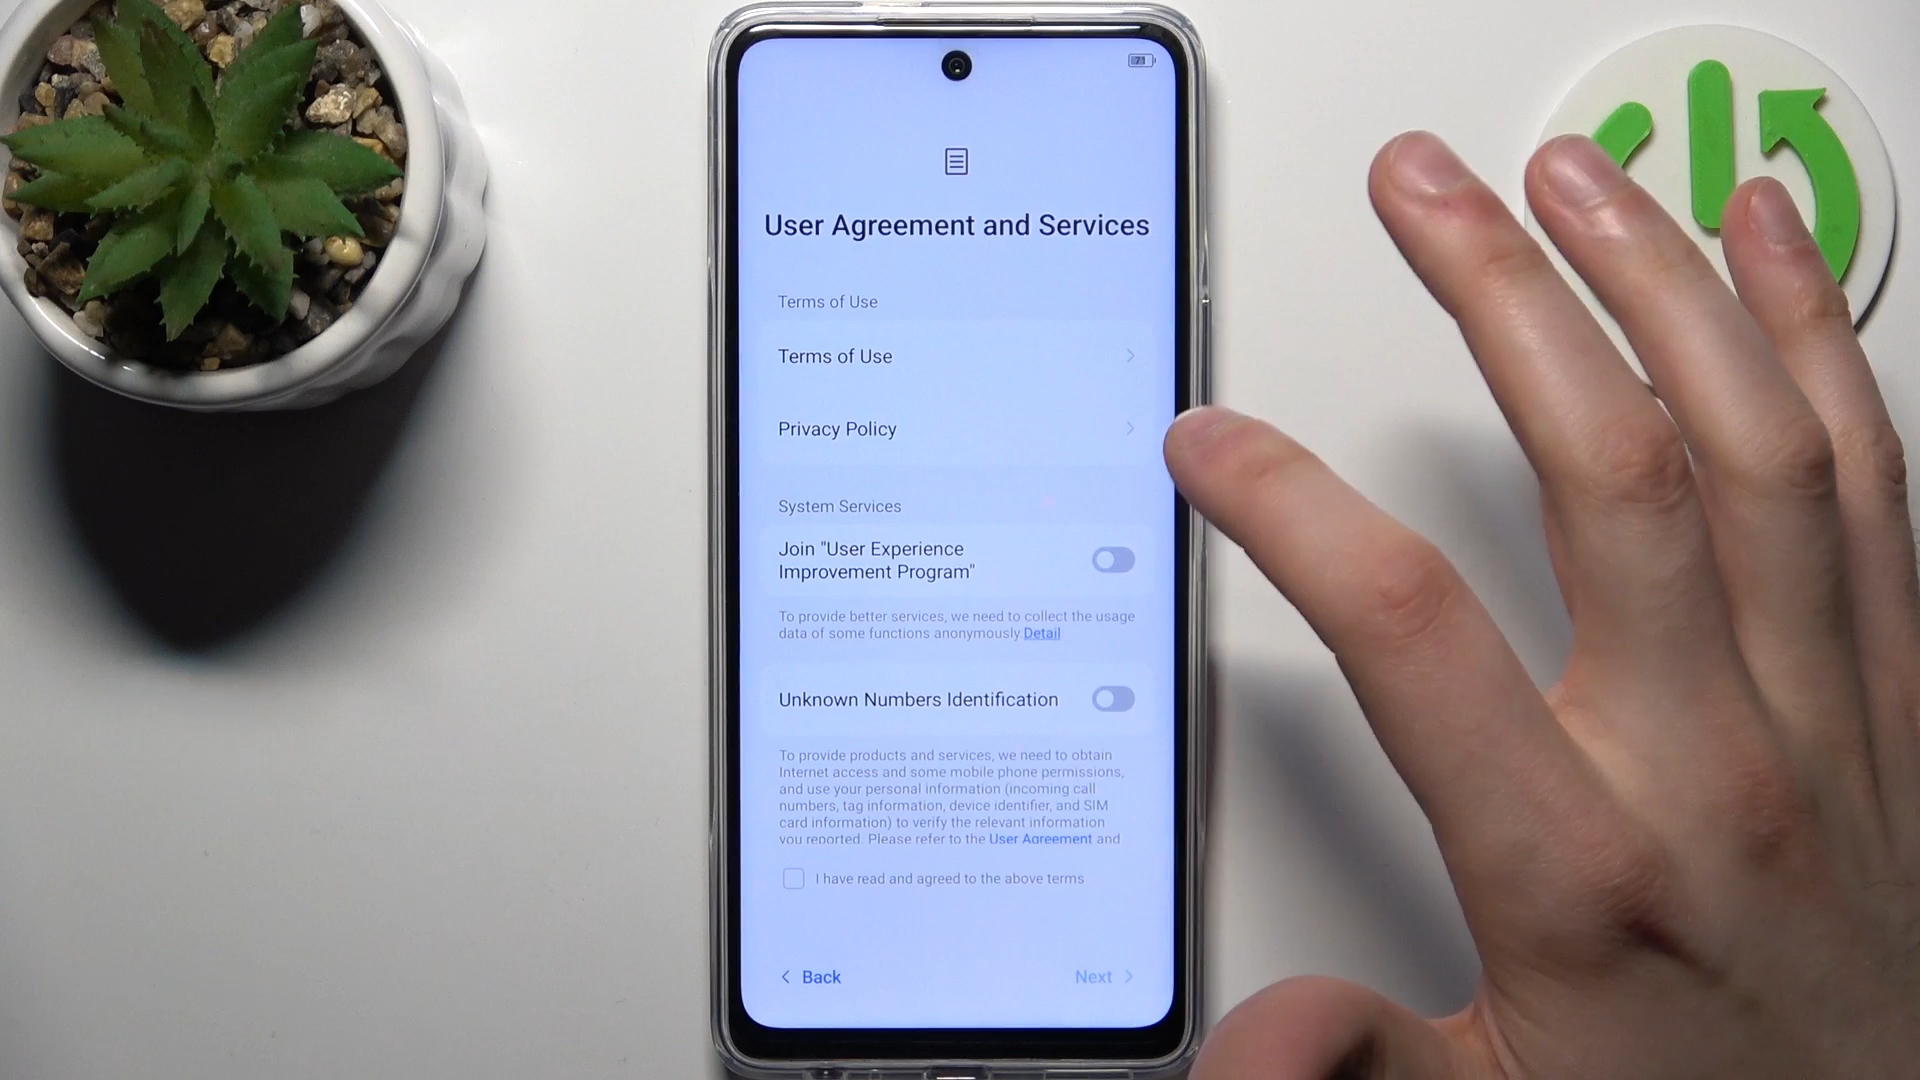 71
User Agreement and Services
Terms of Use
Terms of Use
Privacy Policy
System Services
Join "User Experience
Improvement Program"
To provide better services, we need to collect the usage
data of some functions anonymously.Detail
Unknown Numbers Identification
To provide products and services, we need to obtain
Internet access and some mobile phone permissions,
and use your personal information (incoming call
numbers, tag information, device identifier, and SIM
card information) to verify the relevant information
you reported. Please refer to the User Agreement and
I have read and agreed to the above terms
Back
Next